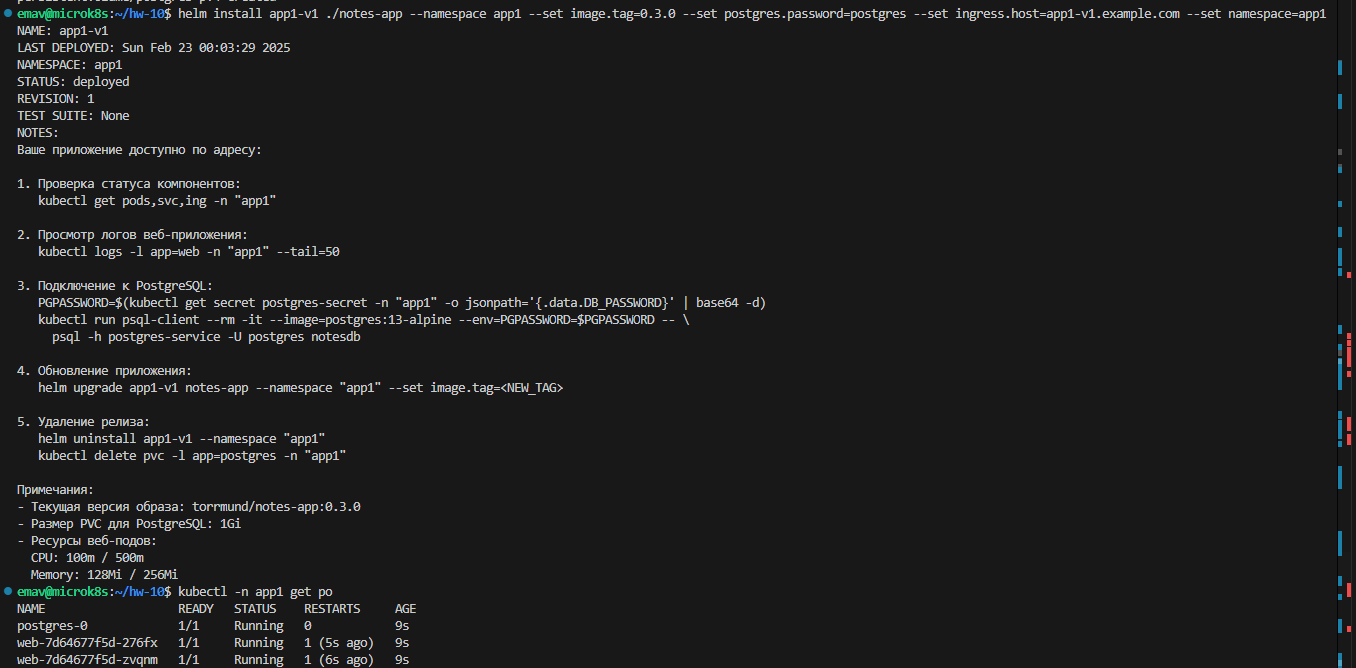 emav@microk8s:~/hw-10$ helm install app1-v1 ./notes-app --namespace app1 --set image.tag=0.3.0 --set postgres.password=postgres --set ingress.host=app1-v1.example.com --set namespace=app1
NAME: app1-v1
LAST DEPLOYED: Sun Feb 23 00:03:29 2025
NAMESPACE: app1
STATUS: deployed
REVISION: 1
TEST SUITE: None
NOTES:
Ваше приложение доступно по адресу:

1. Проверка статуса компонентов:
   kubectl get pods,svc,ing -n "app1"

2. Просмотр логов веб-приложения:
   kubectl logs -l app=web -n "app1" --tail=50

3. Подключение к PostgreSQL:
   PGPASSWORD=$(kubectl get secret postgres-secret -n "app1" -o jsonpath='{.data.DB_PASSWORD}' | base64 -d)
   kubectl run psql-client --rm -it --image=postgres:13-alpine --env=PGPASSWORD=$PGPASSWORD -- \
     psql -h postgres-service -U postgres notesdb

4. Обновление приложения:
   helm upgrade app1-v1 notes-app --namespace "app1" --set image.tag=<NEW_TAG>

5. Удаление релиза:
   helm uninstall app1-v1 --namespace "app1"
   kubectl delete pvc -l app=postgres -n "app1"

Примечания:
- Текущая версия образа: torrmund/notes-app:0.3.0
- Размер PVC для PostgreSQL: 1Gi
- Ресурсы веб-подов:
  CPU: 100m / 500m
  Memory: 128Mi / 256Mi
emav@microk8s:~/hw-10$ kubectl -n app1 get po
NAME                   READY   STATUS    RESTARTS     AGE
postgres-0             1/1     Running   0            9s
web-7d64677f5d-276fx   1/1     Running   1 (5s ago)   9s
web-7d64677f5d-zvqnm   1/1     Running   1 (6s ago)   9s